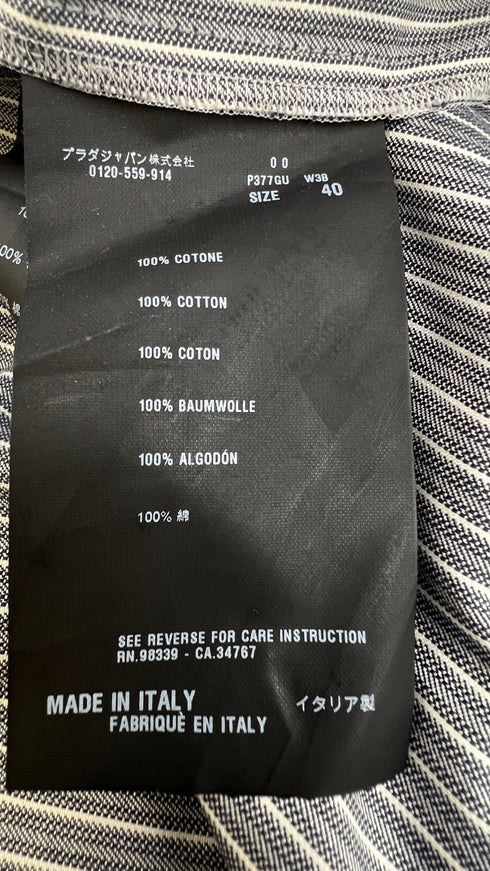 プラダジャパン株式会社
0120-559-914
0 0
P377GU W3B
SIZE 40
100% COTONE
100% COTTON
100% COTON
100% BAUMWOLLE
100% ALGODÓN
100% 綿
SEE REVERSE FOR CARE INSTRUCTION
RN.98339 - CA.34767
MADE IN ITALY
FABRIQUÈ EN ITALY
イタリア製